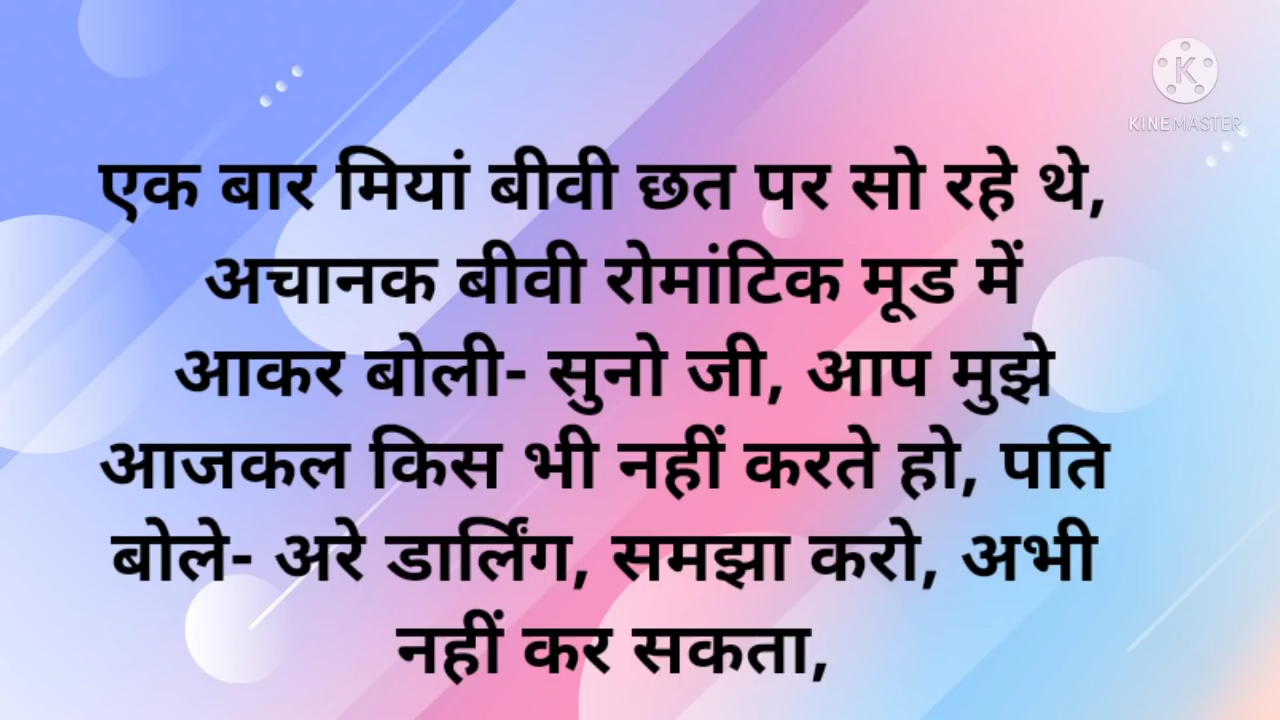 KINEMASTER
एक बार मियां बीवी छत पर सो रहे थे,
अचानक बीवी रोमांटिक मूड में
आकर बोली- सुनो जी, आप मुझे
आजकल किस भी नहीं करते हो, पति
बोले- अरे डार्लिंग, समझा करो, अभी
नहीं कर सकता,